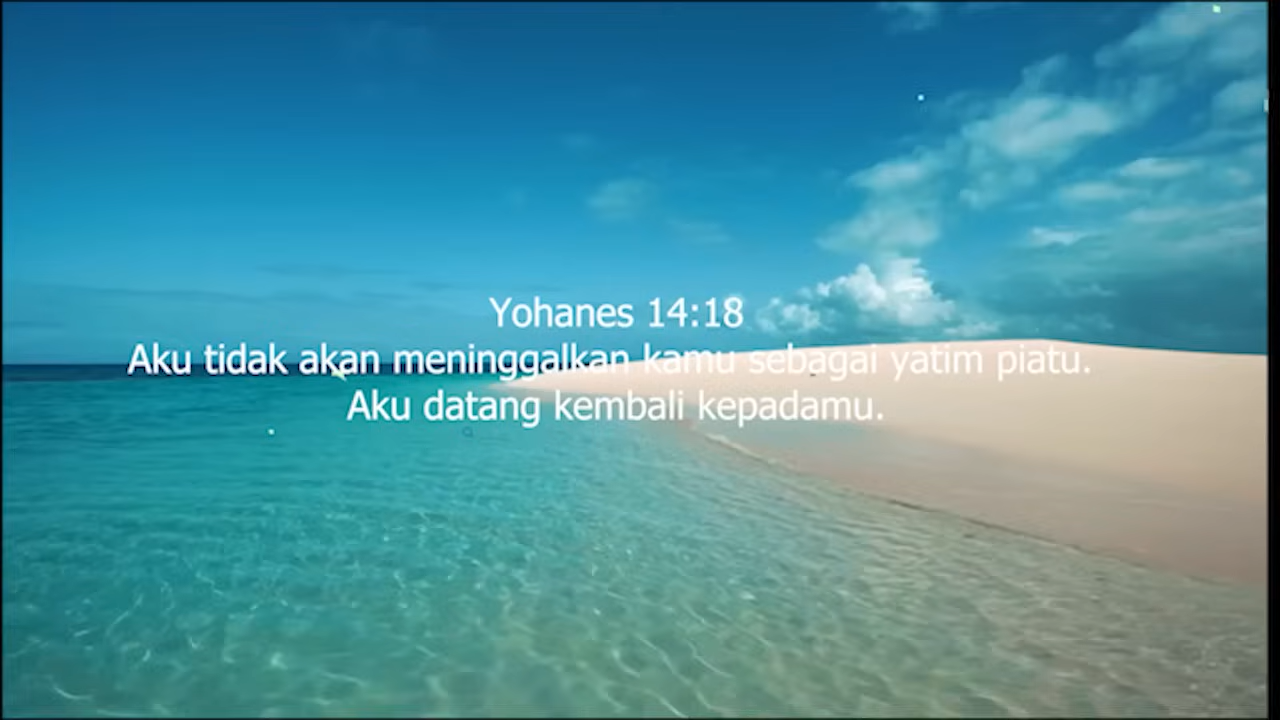 Yohanes 14:18
Aku tidak akan meninggalkan kamu sebagai yatim piatu.
Aku datang kembali kepadamu.